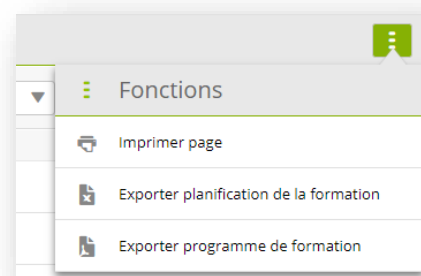 Fonctions
Imprimer page
Exporter planification de la formation
Exporter programme de formation